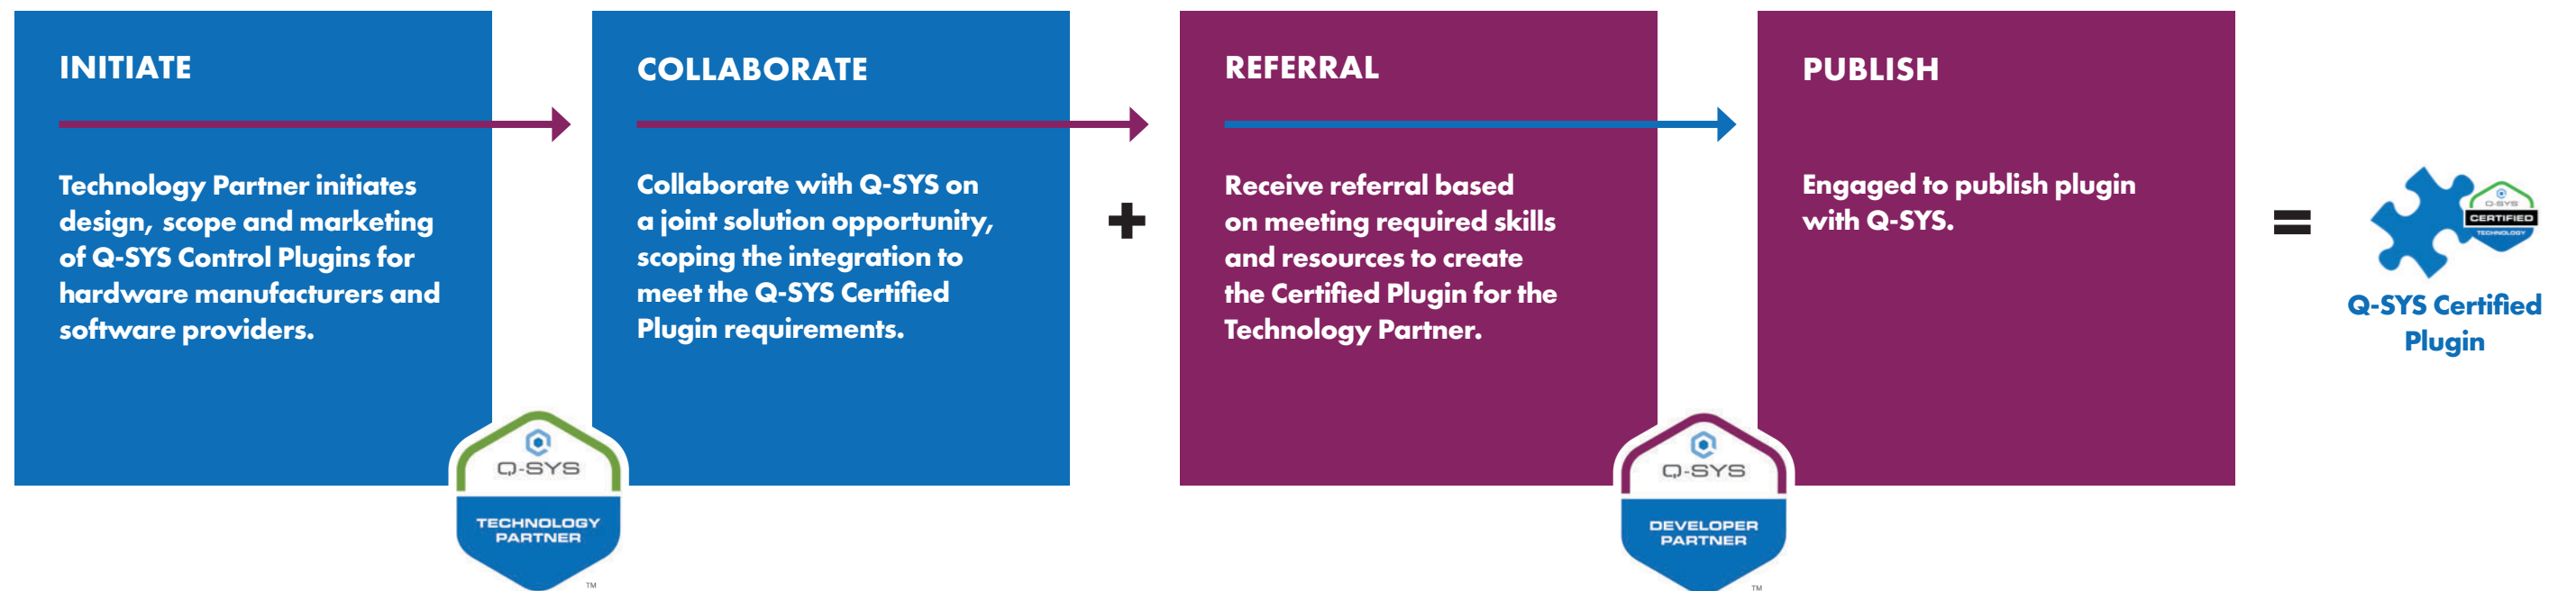 INITIATE
Technology Partner initiates
design, scope and marketing
of Q-SYS Control Plugins for
hardware manufacturers and
software providers.
COLLABORATE
Collaborate with Q-SYS on
a joint solution opportunity,
scoping the integration to
meet the Q-SYS Certified
Plugin requirements.
Q-SYS
TECHNOLOGY
PARTNER
TM
+
REFERRAL
Receive referral based
on meeting required skills
and resources to create
the Certified Plugin for the
Technology Partner.
PUBLISH
Engaged to publish plugin
with Q-SYS.
Q-SYS
DEVELOPER
PARTNER
TM
=
Q-SYS
CERTIFIED
TECHNOLOGY
Q-SYS Certified
Plugin